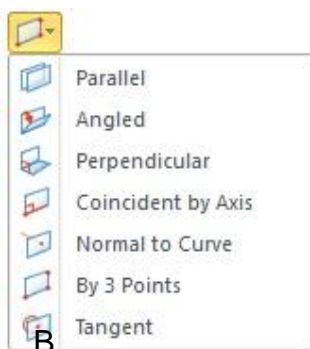 Parallel
Angled
Perpendicular
Coincident by Axis
Normal to Curve
By 3 Points
Tangent
B